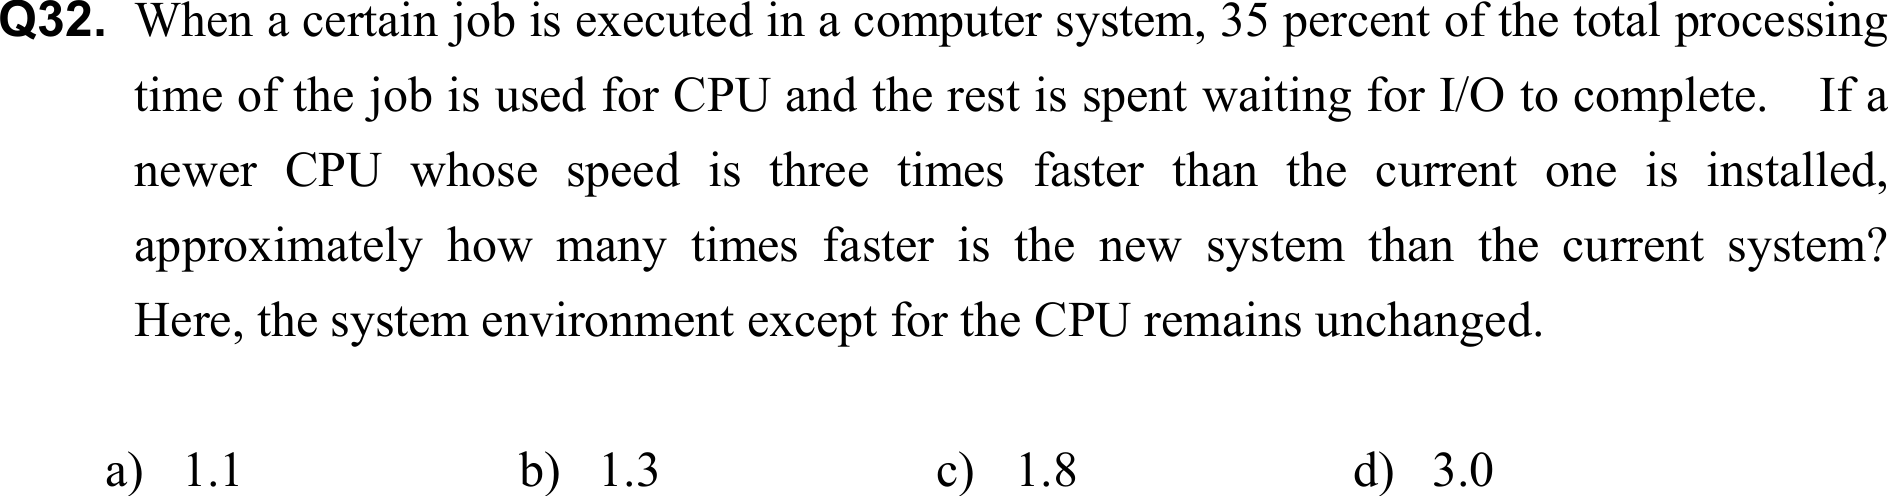 Q32. When a certain job is executed in a computer system, 35 percent of the total processing
time of the job is used for CPU and the rest is spent waiting for I/O to complete. If a
newer CPU whose speed is three times faster than the current one is installed,
approximately how many times faster is the new system than the current system?
Here, the system environment except for the CPU remains unchanged.
a) 1.1 b) 1.3 c) 1.8 d) 3.0